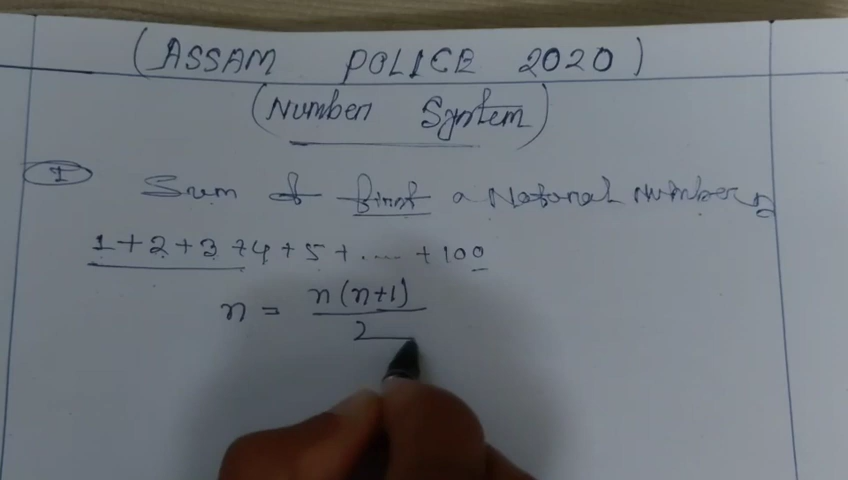 (ASSAM POLICE 2020)
(Number System)
I Sum of first n Natural Numbers
1+2+3+4+5+.... +100
n = n(n+1)
2